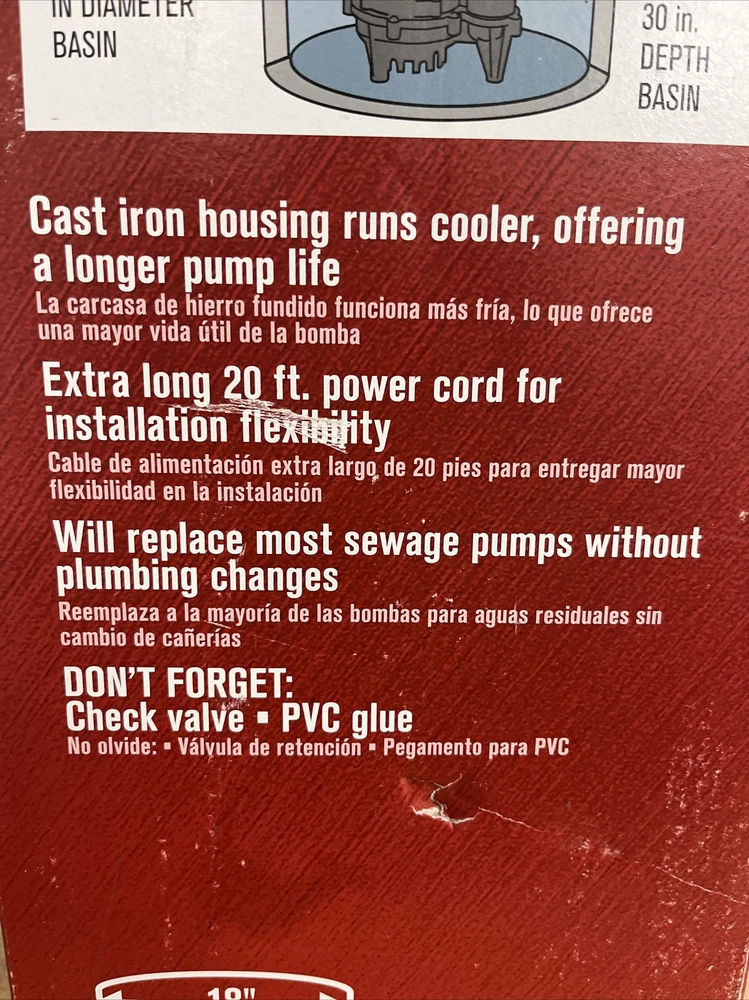 IN DIAMETER
BASIN
30 in.
DEPTH
BASIN
Cast iron housing runs cooler, offering
a longer pump life
La carcasa de hierro fundido funciona más fría, lo que ofrece
una mayor vida útil de la bomba
Extra long 20 ft. power cord for
installation flexibility
Cable de alimentación extra largo de 20 pies para entregar mayor
flexibilidad en la instalación
Will replace most sewage pumps without
plumbing changes
Reemplaza a la mayoría de las bombas para aguas residuales sin
cambio de cañerías
DON'T FORGET:
Check valve ▪ PVC glue
No olvide: ▪ Válvula de retención ▪ Pegamento para PVC
18"